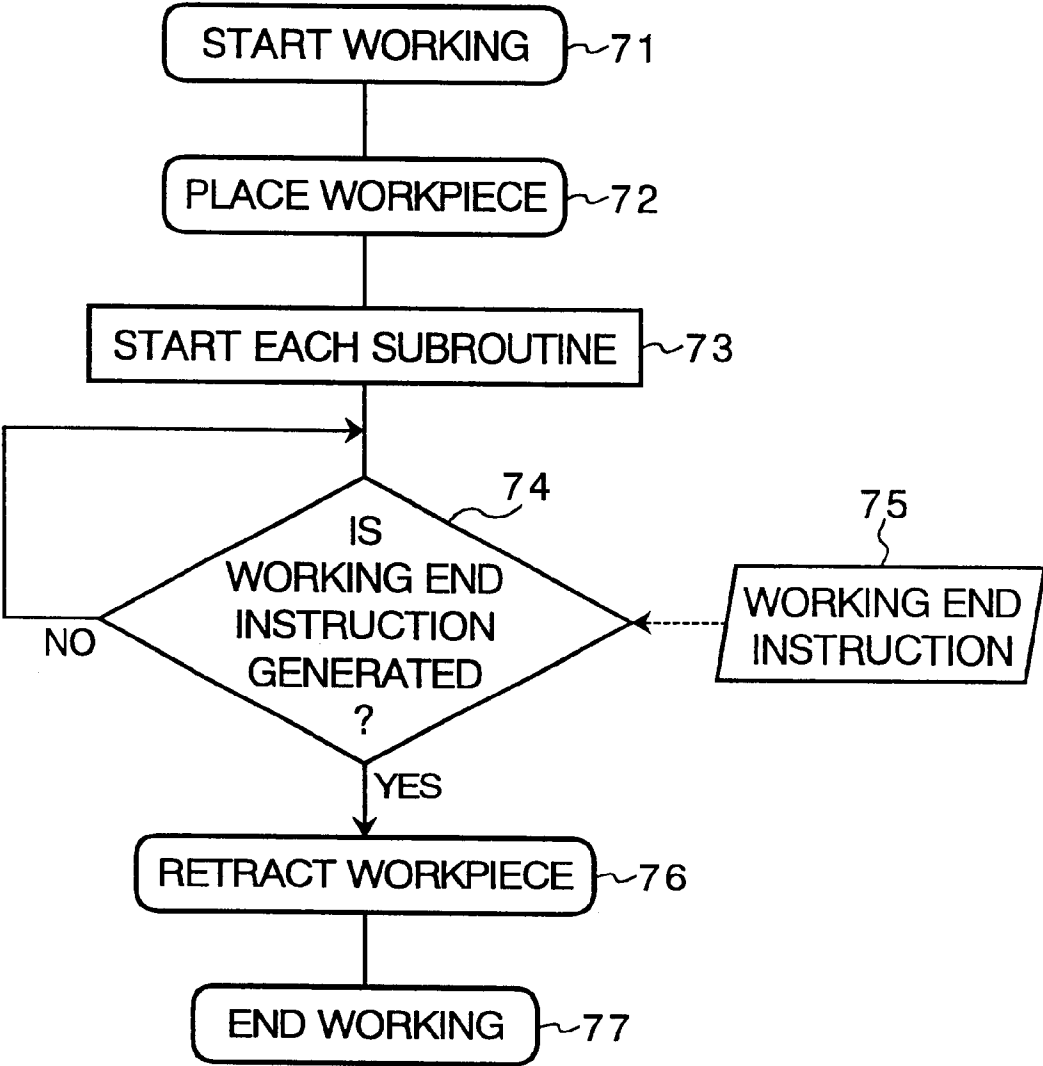 START WORKING
71
PLACE WORKPIECE
72
START EACH SUBROUTINE
73
74
IS
WORKING END
INSTRUCTION
GENERATED
?
NO
75
WORKING END
INSTRUCTION
YES
RETRACT WORKPIECE
76
END WORKING
77